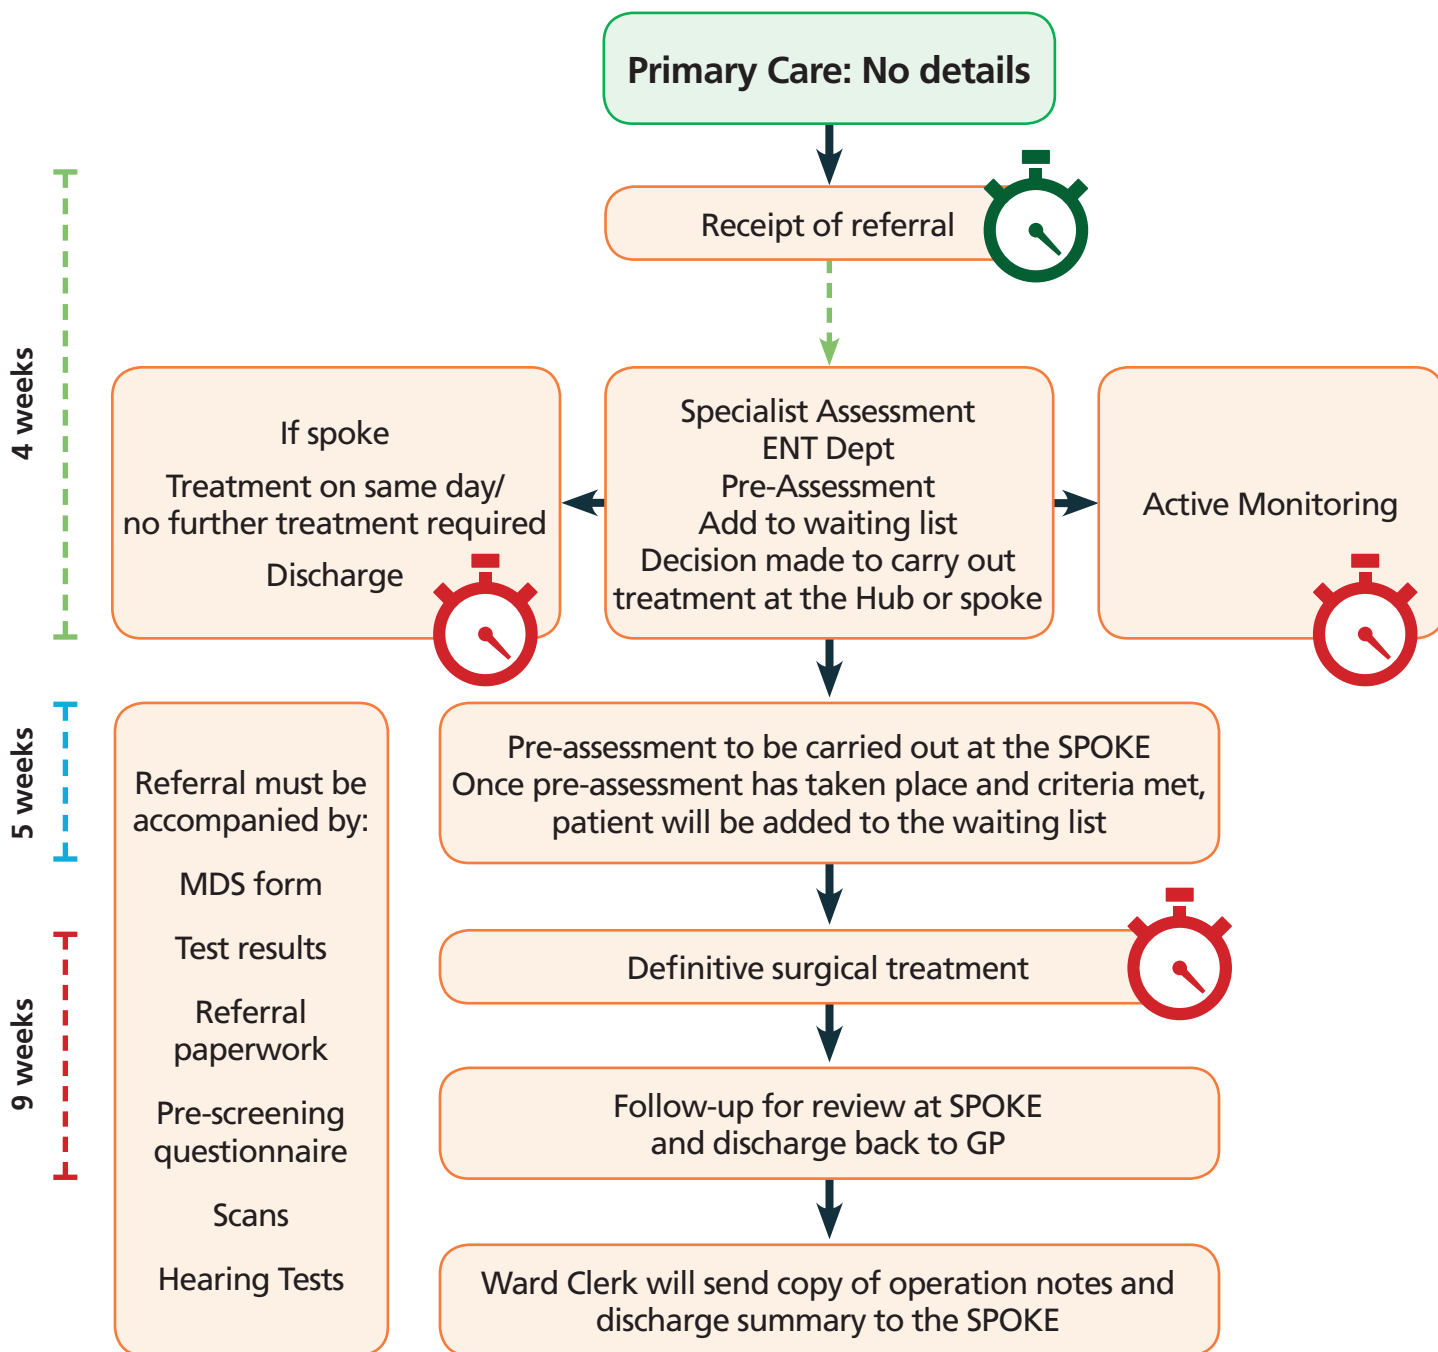 Primary Care: No details
Receipt of referral
4 weeks
If spoke
Treatment on same day/
no further treatment required
Discharge
Specialist Assessment
ENT Dept
Pre-Assessment
Add to waiting list
Decision made to carry out
treatment at the Hub or spoke
Active Monitoring
5 weeks
9 weeks
Referral must be
accompanied by:
MDS form
Test results
Referral
paperwork
Pre-screening
questionnaire
Scans
Hearing Tests
Pre-assessment to be carried out at the SPOKE
Once pre-assessment has taken place and criteria met,
patient will be added to the waiting list
Definitive surgical treatment
Follow-up for review at SPOKE
and discharge back to GP
Ward Clerk will send copy of operation notes and
discharge summary to the SPOKE